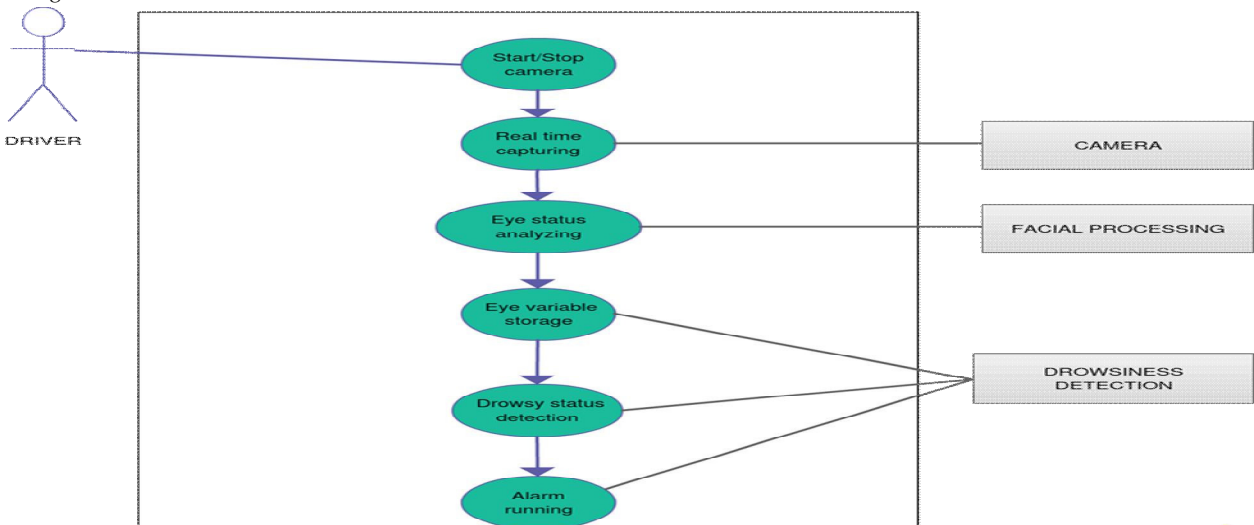 Start/Stop
camera
DRIVER
Real time
capturing
CAMERA
Eye status
analyzing
FACIAL PROCESSING
Eye variable
storage
DROWSINESS
DETECTION
Drowsy status
detection
Alarm
running